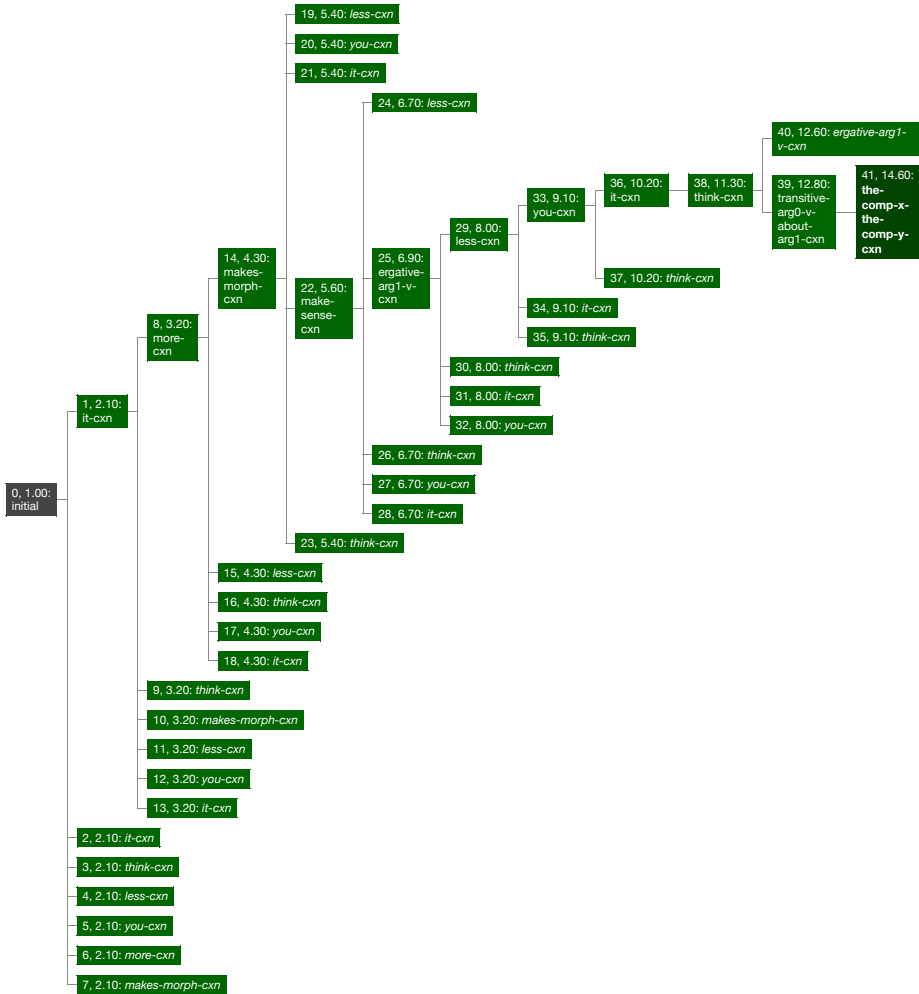 19, 5.40: less-cxn
20, 5.40: you-cxn
21, 5.40: it-cxn
24, 6.70: less-cxn
40, 12.60: ergative-arg1-
v-cxn
41, 14.60:
the-
comp-x-
the-
comp-y-
cxn
36, 10.20:
it-cxn
38, 11.30:
think-cxn
39, 12.80:
transitive-
arg0-v-
about-
arg1-cxn
33, 9.10:
you-cxn
29, 8.00:
less-cxn
14, 4.30:
makes-
morph-
cxn
25, 6.90:
ergative-
arg1-v-
cxn
37, 10.20: think-cxn
22, 5.60:
make-
sense-
cxn
34, 9.10: it-cxn
8, 3.20:
more-
cxn
35, 9.10: think-cxn
30, 8.00: think-cxn
31, 8.00: it-cxn
1, 2.10:
it-cxn
32, 8.00: you-cxn
26, 6.70: think-cxn
27, 6.70: you-cxn
0, 1.00:
initial
28, 6.70: it-cxn
23, 5.40: think-cxn
15, 4.30: less-cxn
16, 4.30: think-cxn
17, 4.30: you-cxn
18, 4.30: it-cxn
9, 3.20: think-cxn
10, 3.20: makes-morph-cxn
11, 3.20: less-cxn
12, 3.20: you-cxn
13, 3.20: it-cxn
2, 2.10: it-cxn
3, 2.10: think-cxn
4, 2.10: less-cxn
5, 2.10: you-cxn
6, 2.10: more-cxn
7, 2.10: makes-morph-cxn